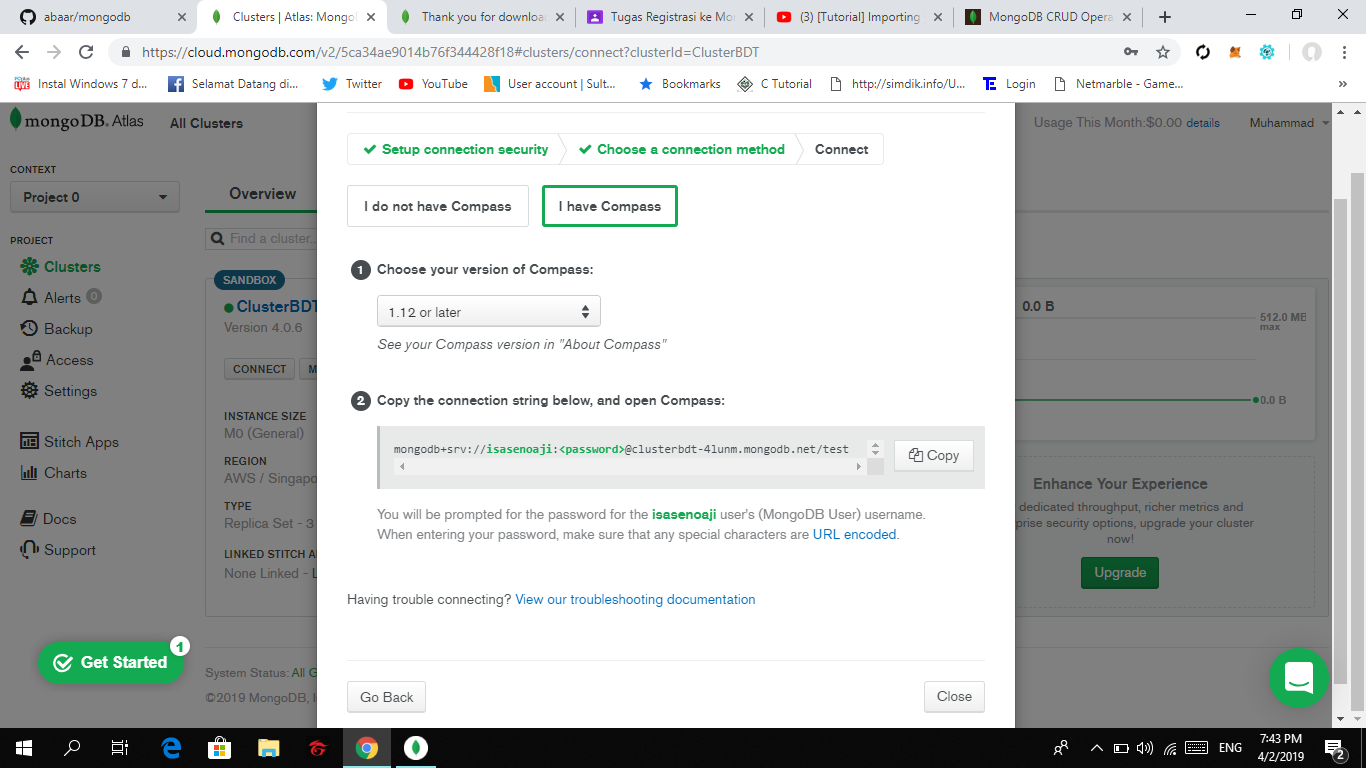 abaar/mongodb
Clusters | Atlas: Mongo
Thank you for downloa
Tugas Registrasi ke Mo
(3) [Tutorial] Importing
MongoDB CRUD Opera
https://cloud.mongodb.com/v2/5ca34ae9014b76f344428f18#clusters/connect?clusterId=ClusterBDT
Instal Windows 7 d...
Selamat Datang di...
Twitter
YouTube
User account | Sult...
Bookmarks
C Tutorial
http://simdik.info/U...
Login
Netmarble - Game...
mongoDB. Atlas
All Clusters
Usage This Month:$0.00 details
Muhammad
CONTEXT
Project 0
PROJECT
Clusters
Alerts 0
Backup
Access
Settings
Stitch Apps
Charts
Docs
Support
Get Started
1
Overview
Find a cluster...
SANDBOX
ClusterBDT
Version 4.0.6
CONNECT
M
INSTANCE SIZE
M0 (General)
REGION
AWS / Singapo
TYPE
Replica Set - 3
LINKED STITCH A
None Linked - L
System Status: All G
©2019 MongoDB, I
Setup connection security
Choose a connection method
Connect
I do not have Compass
I have Compass
1 Choose your version of Compass:
1.12 or later
See your Compass version in "About Compass"
2 Copy the connection string below, and open Compass:
mongodb+srv://isasenoaji:<password>@clusterbdt-4lunm.mongodb.net/test
Copy
You will be prompted for the password for the isasenoaji user's (MongoDB User) username.
When entering your password, make sure that any special characters are URL encoded.
Having trouble connecting? View our troubleshooting documentation
Go Back
Close
0.0 B
512.0 MB
max
0.0 B
Enhance Your Experience
dedicated throughput, richer metrics and
prise security options, upgrade your cluster
now!
Upgrade
ENG
7:43 PM
4/2/2019
2